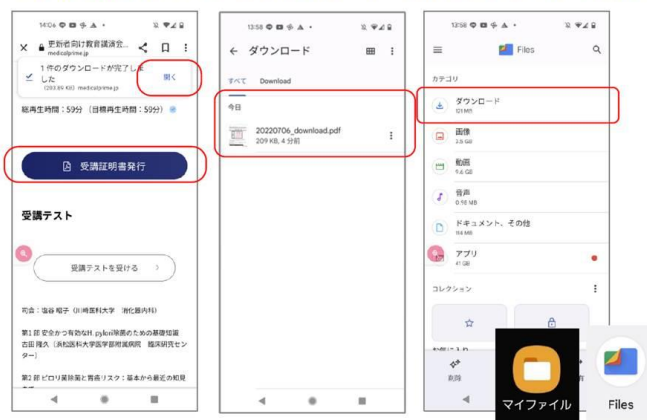 14:06
更新者向け教育講演会...
medicalprime.jp
1 件のダウンロードが完了しま
した
(203.89 KB) medicalprime.jp
開く
総再生時間:59分 (目標再生時間:59分)
受講証明書発行
受講テスト
受講テストを受ける
司会:塩谷 昭子 (川崎医科大学 消化器内科)
第1 部 安全かつ有効なH. pylori除菌のための基礎知識
古田 隆久 (浜松医科大学医学部附属病院 臨床研究セン
ター)
第2 部 ピロリ菌除菌と胃癌リスク:基本から最近の知見
13:58
ダウンロード
すべて
Download
今日
20220706_download.pdf
209 KB, 4 分前
13:58
Files
カテゴリ
ダウンロード
121 MB
画像
動画
9.6 GB
音声
0.98 MB
ドキュメント、その他
アプリ
コレクション
削除
マイファイル
Files